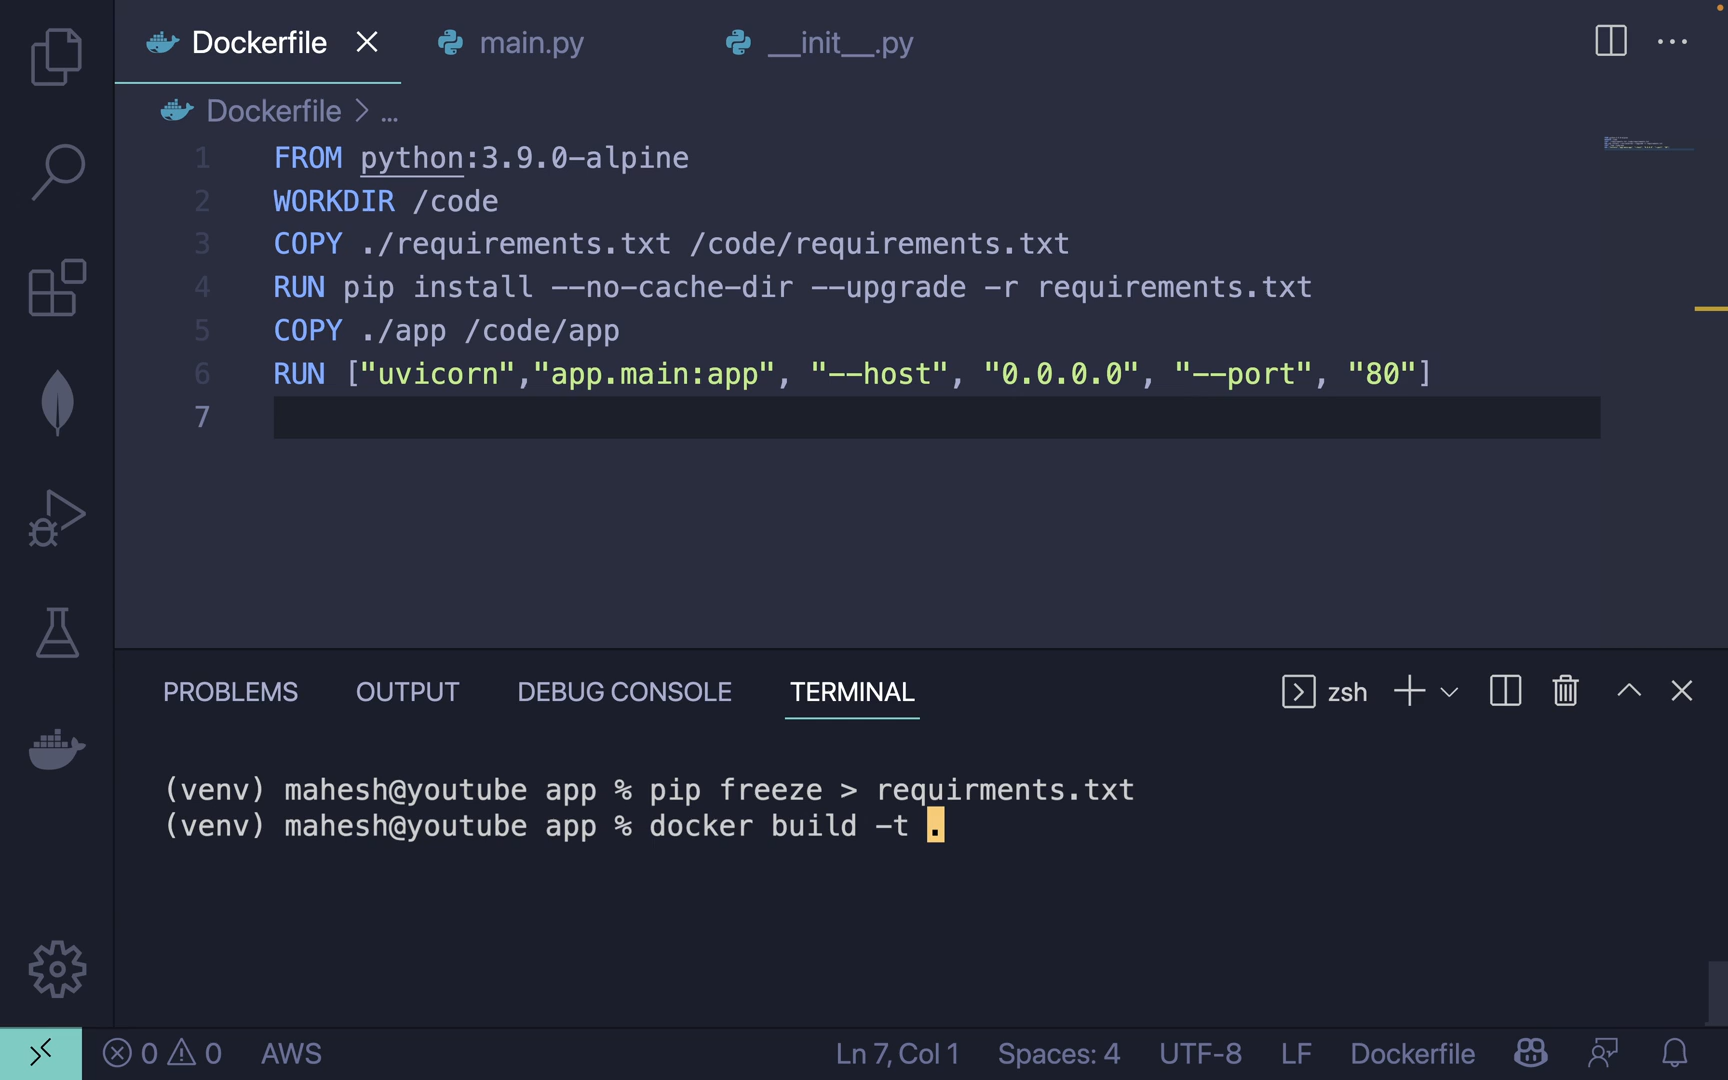 Dockerfile main.py __init__.py
Dockerfile > ...
1 FROM python:3.9.0-alpine
2 WORKDIR /code
3 COPY ./requirements.txt /code/requirements.txt
4 RUN pip install --no-cache-dir --upgrade -r requirements.txt
5 COPY ./app /code/app
6 RUN ["uvicorn","app.main:app", "--host", "0.0.0.0", "--port", "80"]
7
PROBLEMS OUTPUT DEBUG CONSOLE TERMINAL zsh
(venv) mahesh@youtube app % pip freeze > requirments.txt
(venv) mahesh@youtube app % docker build -t .
0 0 AWS Ln 7, Col 1 Spaces: 4 UTF-8 LF Dockerfile